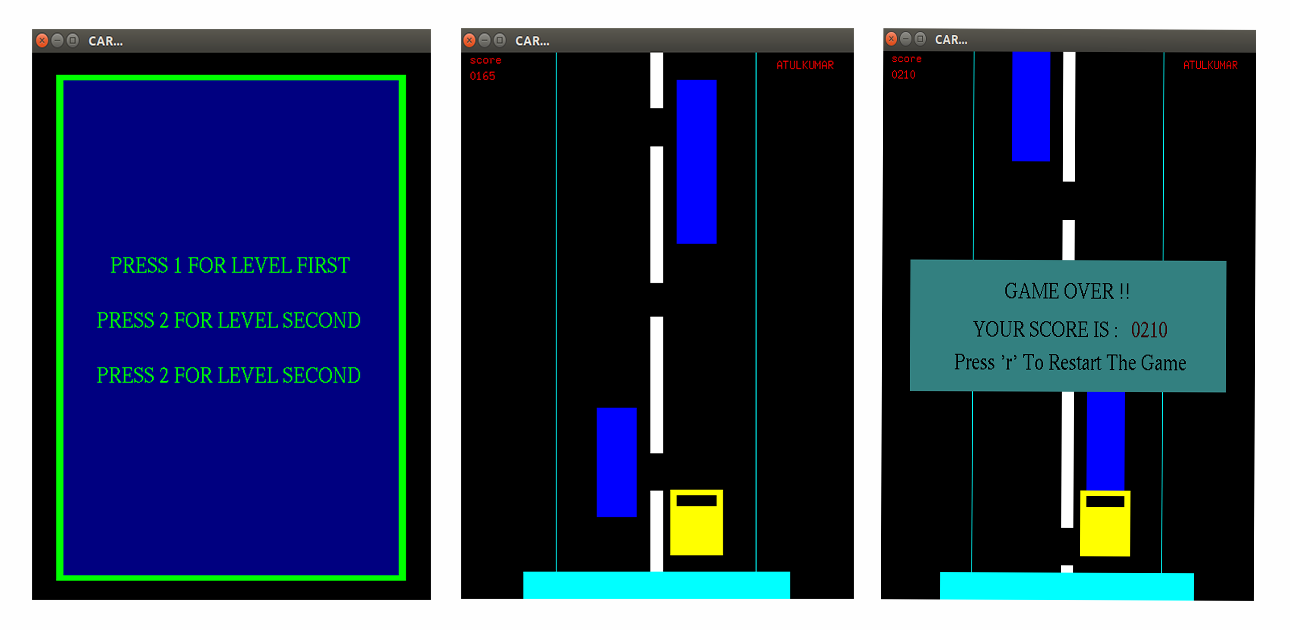 CAR...
PRESS 1 FOR LEVEL FIRST
PRESS 2 FOR LEVEL SECOND
PRESS 2 FOR LEVEL SECOND
CAR...
score
0165
ATULKUMAR
CAR...
score
0210
ATULKUMAR
GAME OVER !!
YOUR SCORE IS : 0210
Press 'r' To Restart The Game